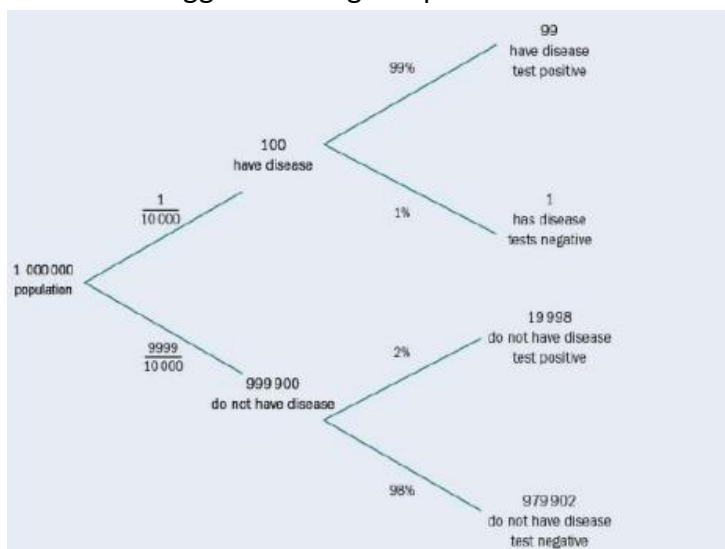 99
have disease
test positive
99%
100
have disease
1
10 000
1%
1
has disease
tests negative
1 000 000
population
9999
10 000
999 900
do not have disease
2%
19 998
do not have disease
test positive
98%
979 902
do not have disease
test negative